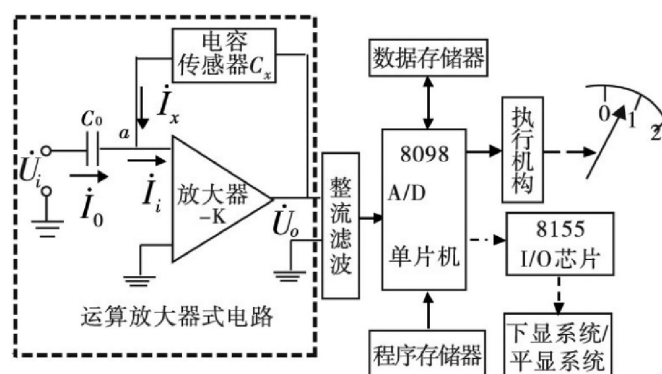 电容
传感器Cx
数据存储器
C0
a
İx
U̇i
İ0
İi
放大器
-K
U̇o
整流滤波
8098
A/D
单片机
执行机构
0
1
2
8155
I/O芯片
运算放大器式电路
程序存储器
下显系统/
平显系统